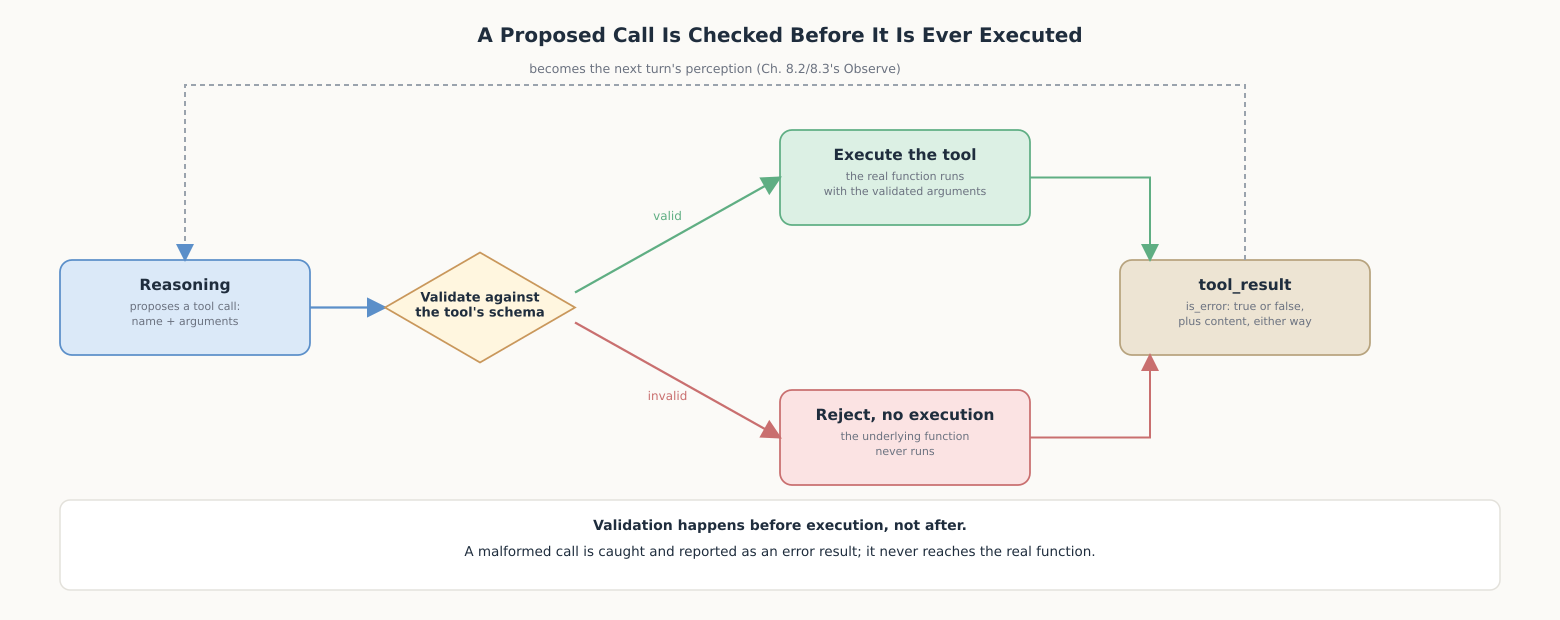 A Proposed Call Is Checked Before It Is Ever Executed
becomes the next turn's perception (Ch. 8.2/8.3's Observe)
Reasoning
proposes a tool call:
name + arguments
Validate against
the tool's schema
valid
Execute the tool
the real function runs
with the validated arguments
invalid
Reject, no execution
the underlying function
never runs
tool_result
is_error: true or false,
plus content, either way
Validation happens before execution, not after.
A malformed call is caught and reported as an error result; it never reaches the real function.